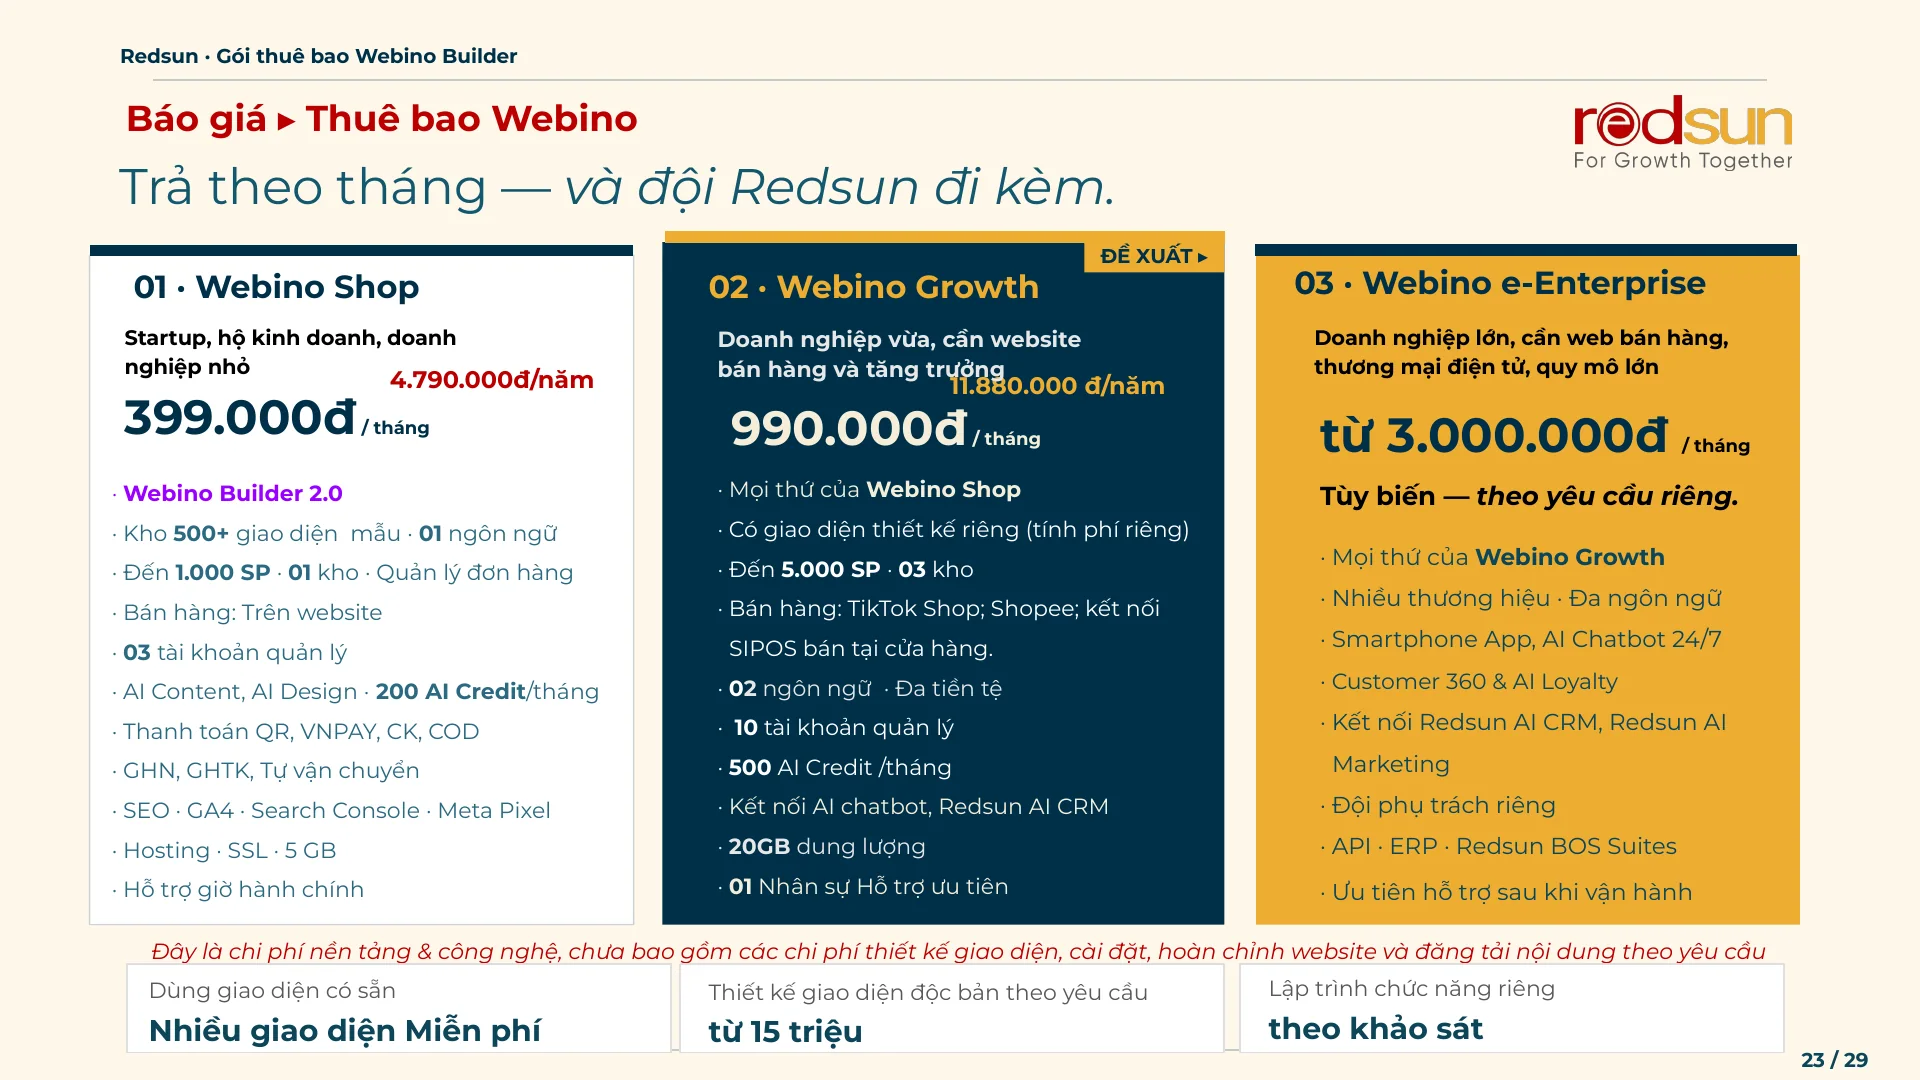 Redsun · Gói thuê bao Webino Builder
Báo giá ▸ Thuê bao Webino
redsun
For Growth Together
Trả theo tháng — và đội Redsun đi kèm.
01 · Webino Shop
Startup, hộ kinh doanh, doanh
nghiệp nhỏ
4.790.000đ/năm
399.000đ / tháng
· Webino Builder 2.0
· Kho 500+ giao diện  mẫu · 01 ngôn ngữ
· Đến 1.000 SP · 01 kho · Quản lý đơn hàng
· Bán hàng: Trên website
· 03 tài khoản quản lý
· AI Content, AI Design · 200 AI Credit/tháng
· Thanh toán QR, VNPAY, CK, COD
· GHN, GHTK, Tự vận chuyển
· SEO · GA4 · Search Console · Meta Pixel
· Hosting · SSL · 5 GB
· Hỗ trợ giờ hành chính
ĐỀ XUẤT ▸
02 · Webino Growth
Doanh nghiệp vừa, cần website
bán hàng và tăng trưởng
11.880.000 đ/năm
990.000đ / tháng
· Mọi thứ của Webino Shop
· Có giao diện thiết kế riêng (tính phí riêng)
· Đến 5.000 SP · 03 kho
· Bán hàng: TikTok Shop; Shopee; kết nối
SIPOS bán tại cửa hàng.
· 02 ngôn ngữ  · Đa tiền tệ
· 10 tài khoản quản lý
· 500 AI Credit /tháng
· Kết nối AI chatbot, Redsun AI CRM
· 20GB dung lượng
· 01 Nhân sự Hỗ trợ ưu tiên
03 · Webino e-Enterprise
Doanh nghiệp lớn, cần web bán hàng,
thương mại điện tử, quy mô lớn
từ 3.000.000đ / tháng
Tùy biến — theo yêu cầu riêng.
· Mọi thứ của Webino Growth
· Nhiều thương hiệu · Đa ngôn ngữ
· Smartphone App, AI Chatbot 24/7
· Customer 360 & AI Loyalty
· Kết nối Redsun AI CRM, Redsun AI
Marketing
· Đội phụ trách riêng
· API · ERP · Redsun BOS Suites
· Ưu tiên hỗ trợ sau khi vận hành
Đây là chi phí nền tảng & công nghệ, chưa bao gồm các chi phí thiết kế giao diện, cài đặt, hoàn chỉnh website và đăng tải nội dung theo yêu cầu
Dùng giao diện có sẵn
Nhiều giao diện Miễn phí
Thiết kế giao diện độc bản theo yêu cầu
từ 15 triệu
Lập trình chức năng riêng
theo khảo sát
23 / 29